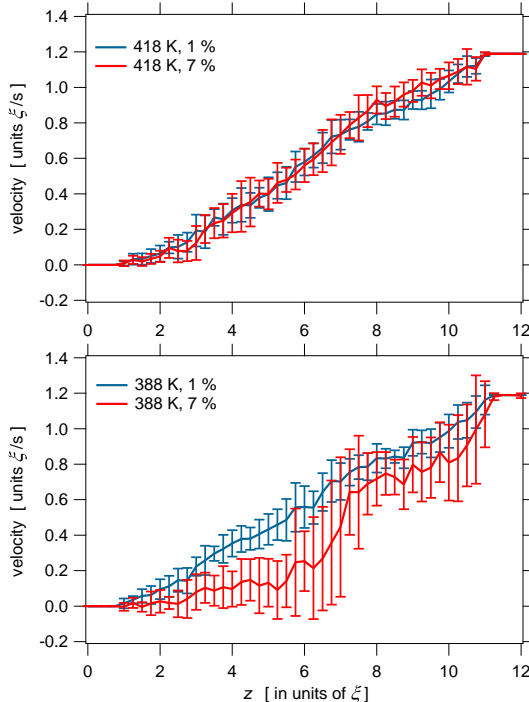 1.4
1.2
1.0
0.8
0.6
0.4
0.2
0.0
-0.2
velocity [ units ξ/s ]
418 K, 1 %
418 K, 7 %
0 2 4 6 8 10 12
1.4
1.2
1.0
0.8
0.6
0.4
0.2
0.0
-0.2
velocity [ units ξ/s ]
388 K, 1 %
388 K, 7 %
0 2 4 6 8 10 12
z [ in units of ξ]